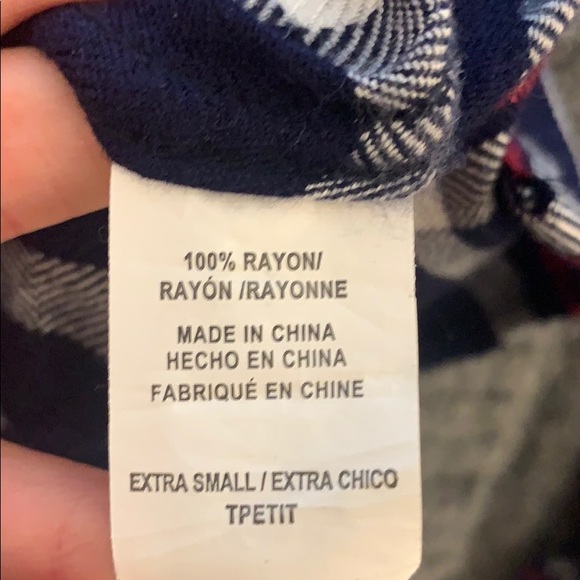 100% RAYON/
RAYÓN /RAYONNE
MADE IN CHINA
HECHO EN CHINA
FABRIQUÉ EN CHINE
EXTRA SMALL / EXTRA CHICO
TPETIT